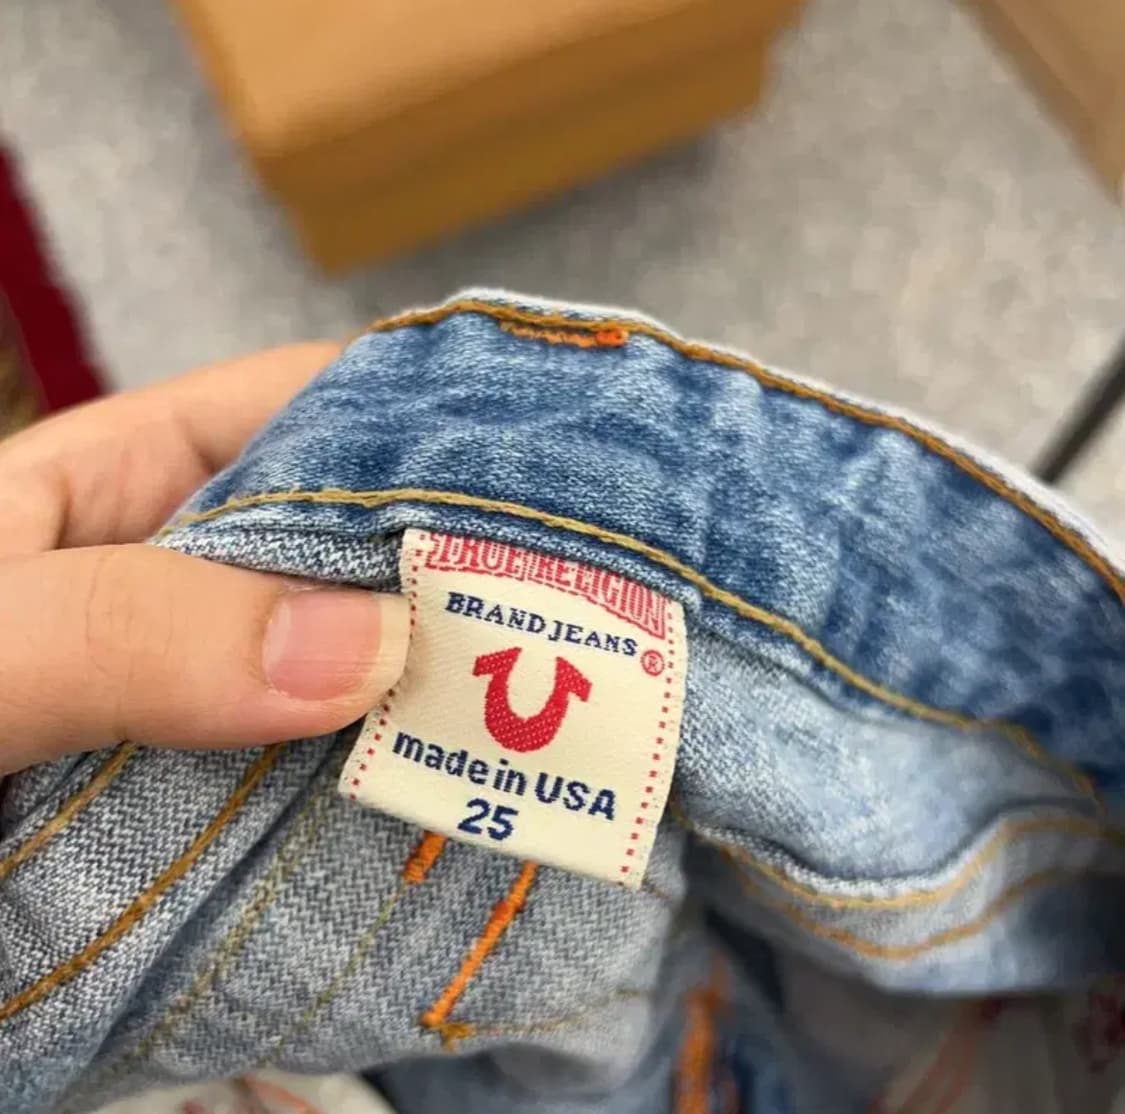 TRUE RELIGION
BRAND JEANS
®
made in USA
25